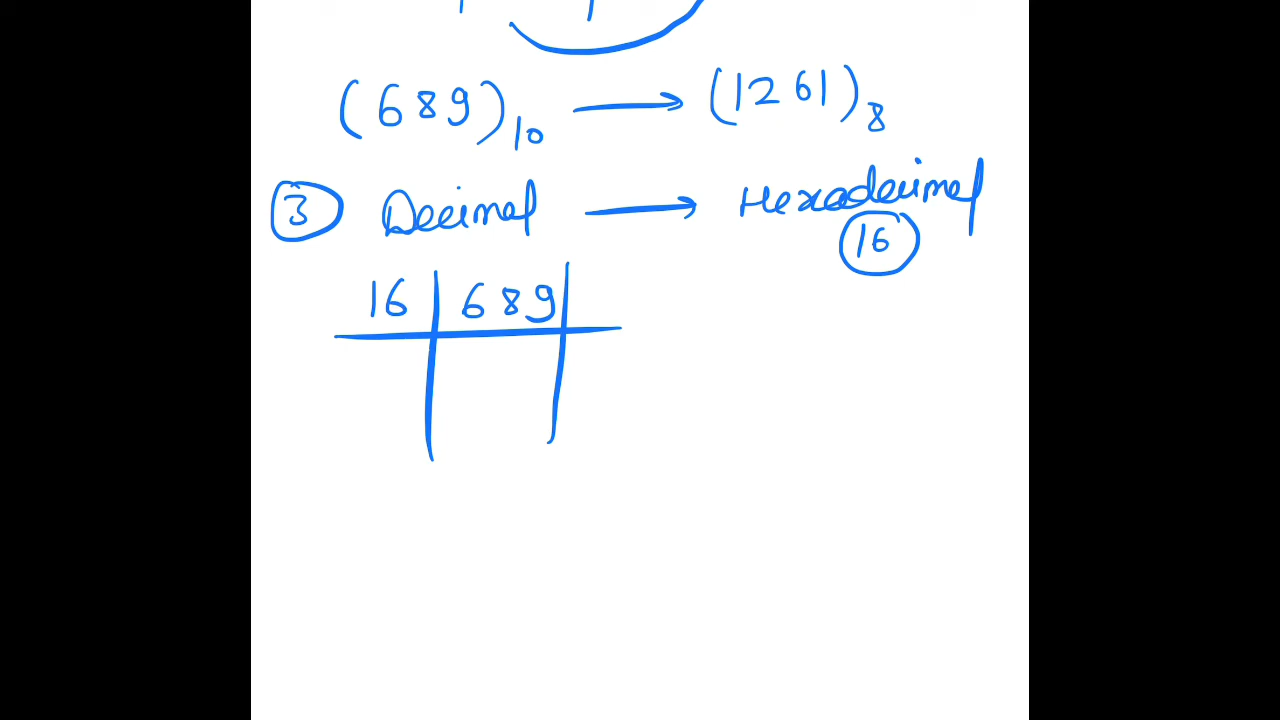 (689)₁₀ → (1261)₈
③ Decimal → Hexadecimal
⑯
16 | 689 |